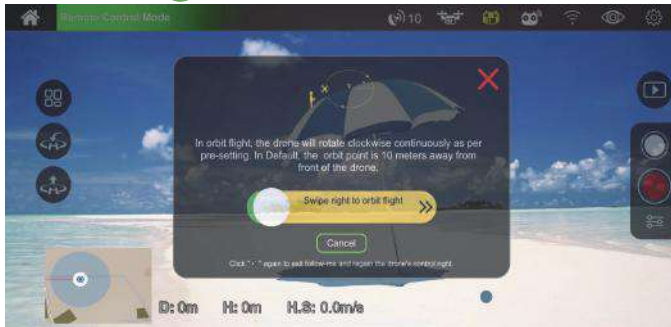 Remote Control Mode
10
In orbit flight, the drone will rotate clockwise continuously as per
pre-setting. In Default, the orbit point is 10 meters away from
front of the drone.
Swipe right to orbit flight
Cancel
Click " " again to exit follow-me and regain the drone's control right.
D: 0m H: 0m H.S: 0.0m/s